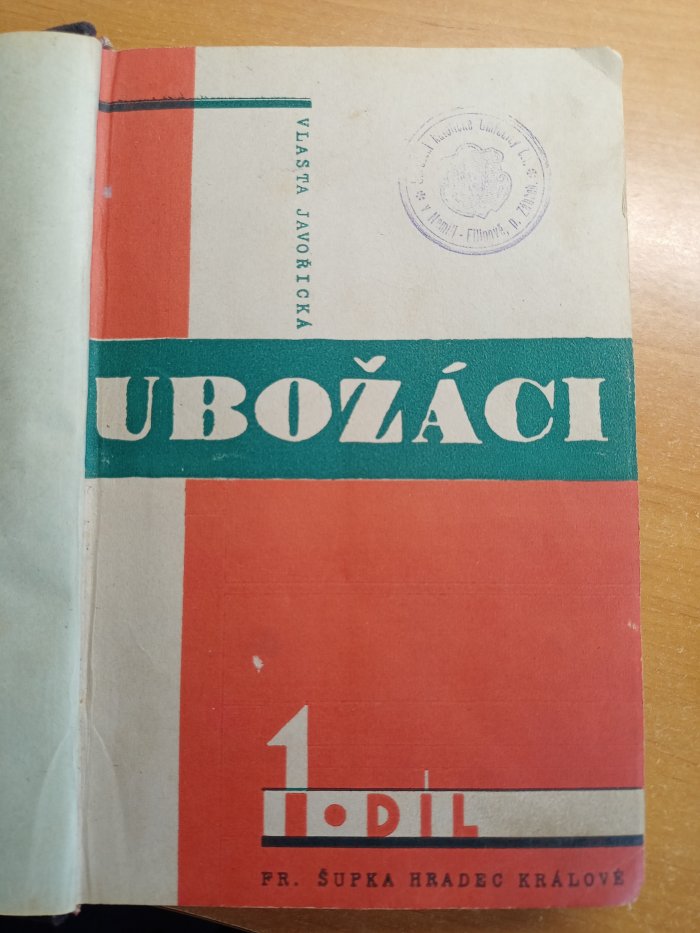 VLASTA JAVOŘICKÁ
UBOŽÁCI
1. DÍL
FR. ŠUPKA HRADEC KRÁLOVÉ